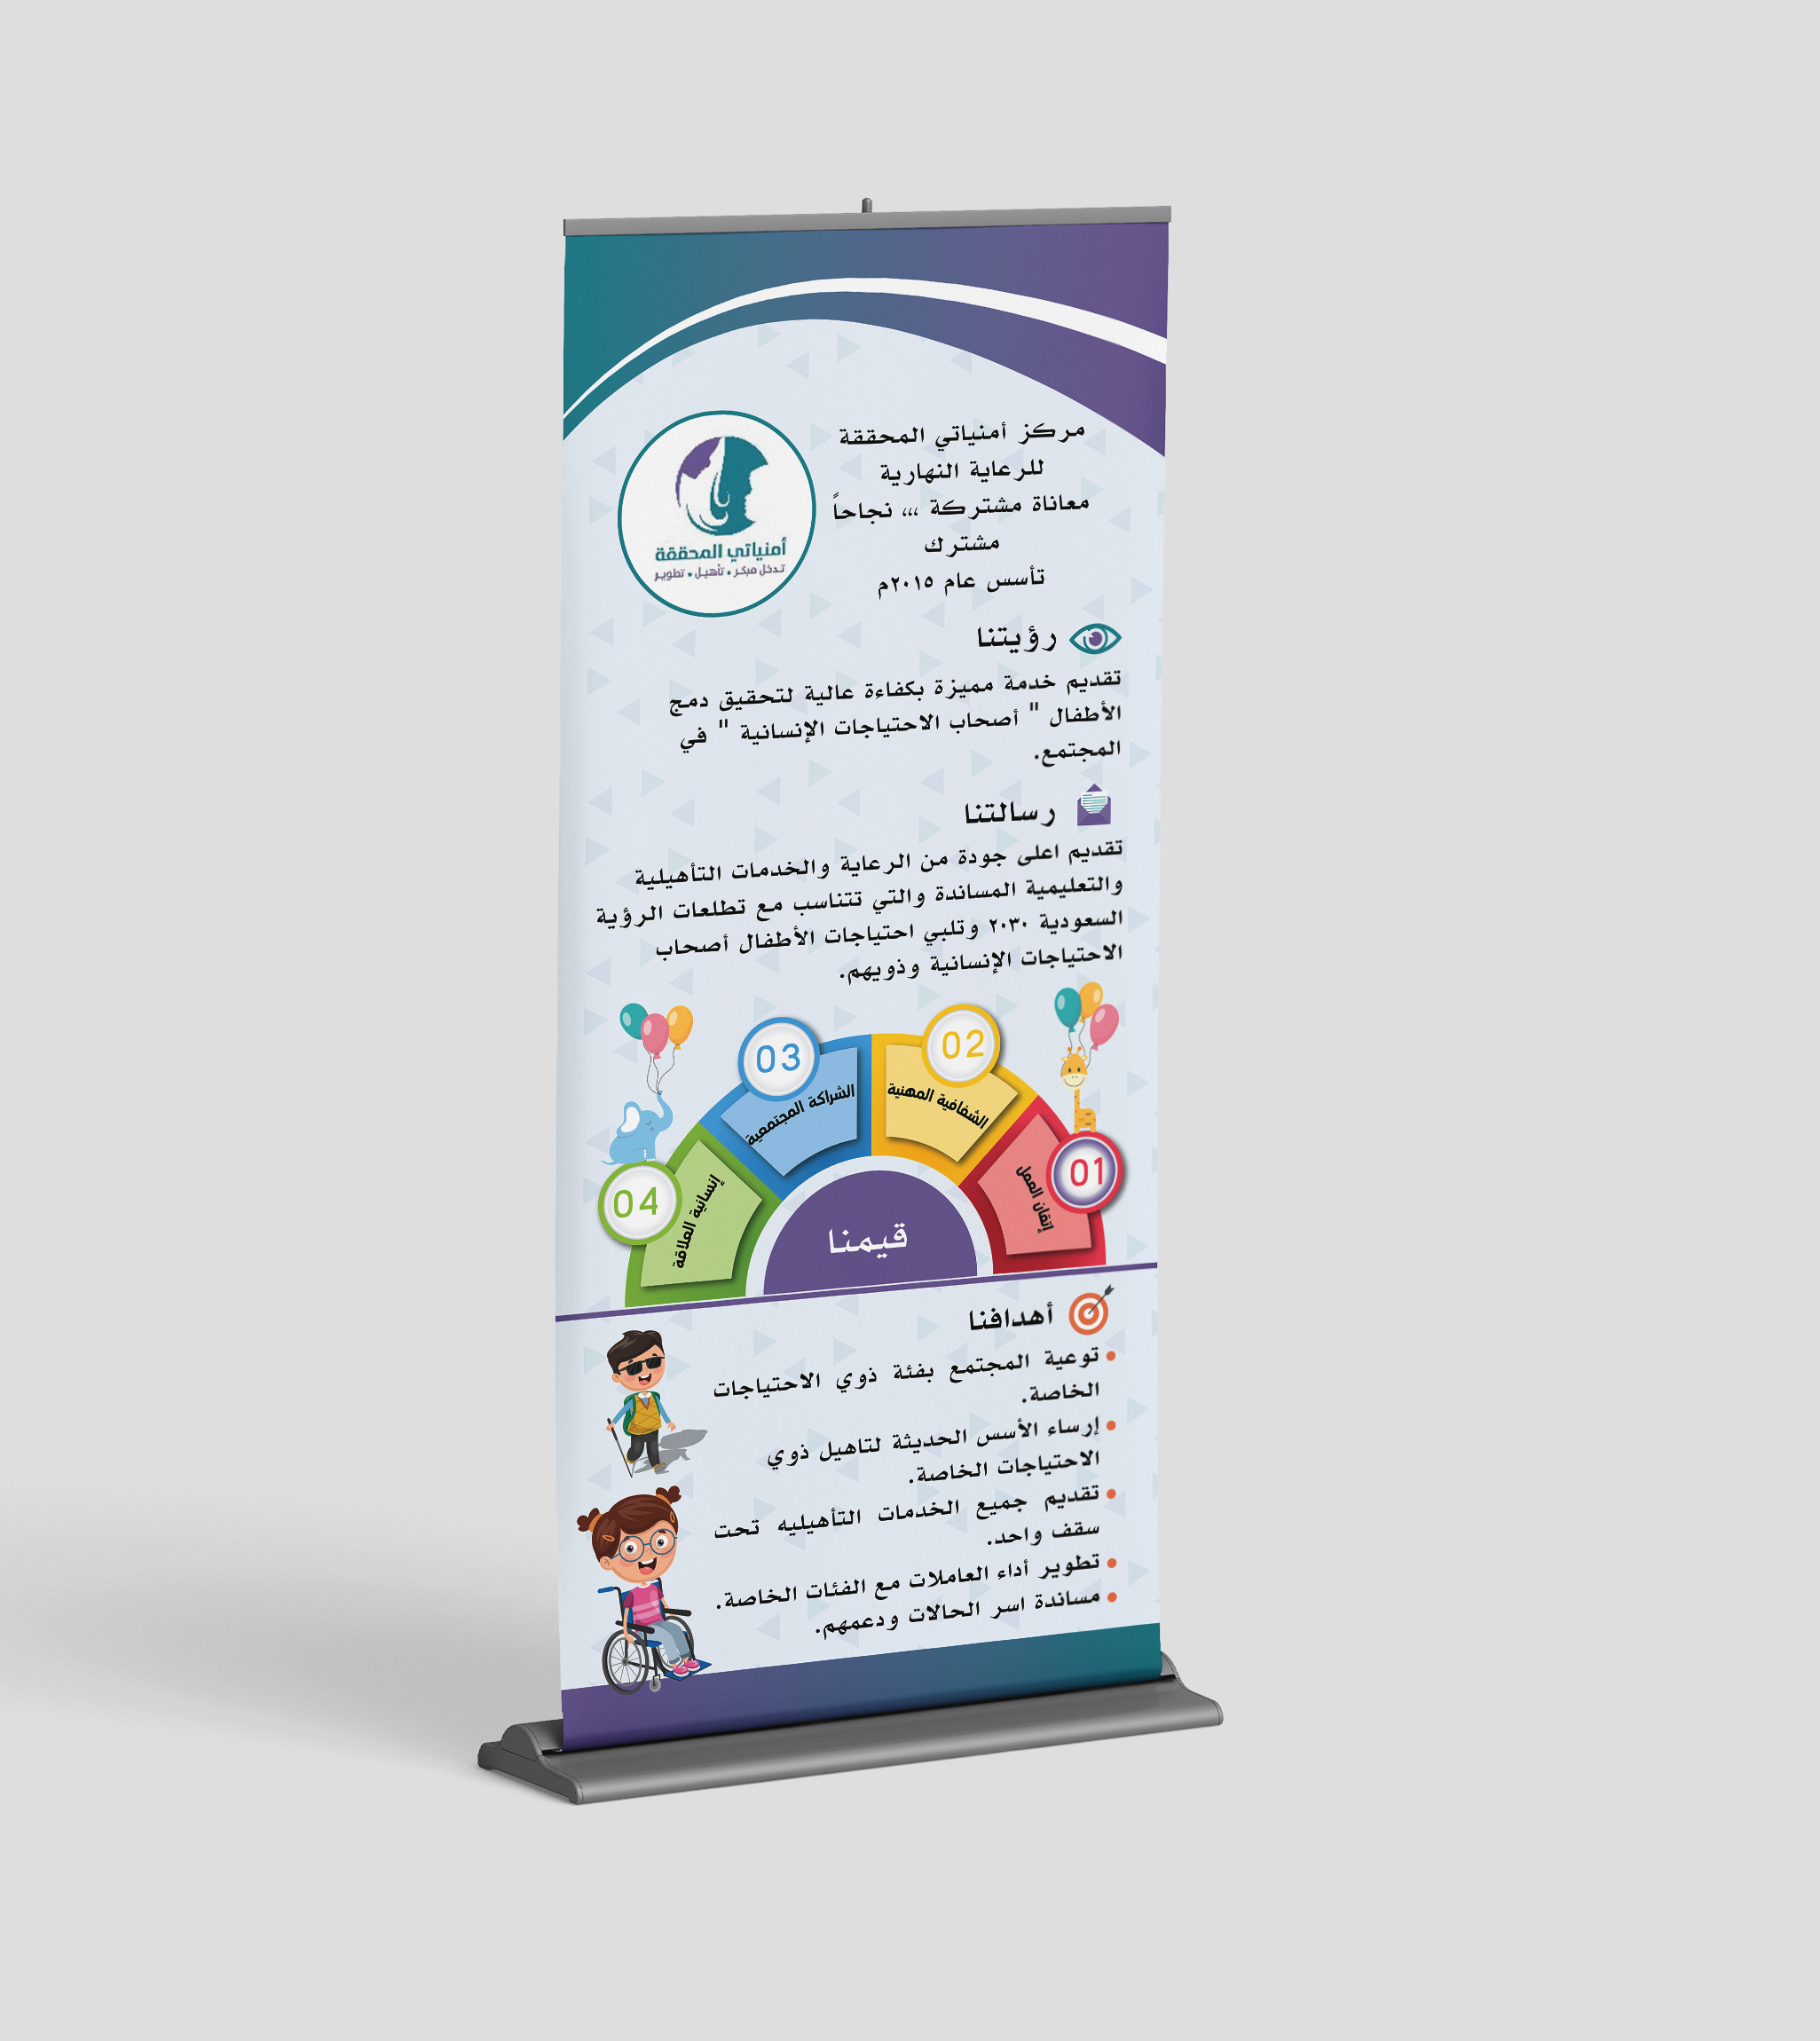 مركز أمنياتي المحققة
للرعاية النهارية
معاناة مشتركة ،،، نجاحاً
مشترك
تأسس عام ٢٠١٥م
أمنياتي المحققة
تدخل مبكر • تأهيل • تطوير
رؤيتنا
تقديم خدمة مميزة بكفاءة عالية لتحقيق دمج
الأطفال " أصحاب الاحتياجات الإنسانية " في
المجتمع.
رسالتنا
تقديم اعلى جودة من الرعاية والخدمات التأهيلية
والتعليمية المساندة والتي تتناسب مع تطلعات الرؤية
السعودية ٢٠٣٠ وتلبي احتياجات الأطفال أصحاب
الاحتياجات الإنسانية وذويهم.
01
إتقان العمل
02
الشفافية المهنية
03
الشراكة المجتمعية
04
إنسانية العلاقة
قيمنا
أهدافنا
• توعية المجتمع بفئة ذوي الاحتياجات
الخاصة.
• إرساء الأسس الحديثة لتاهيل ذوي
الاحتياجات الخاصة.
• تقديم جميع الخدمات التأهيليه تحت
سقف واحد.
• تطوير أداء العاملات مع الفئات الخاصة.
• مساندة اسر الحالات ودعمهم.